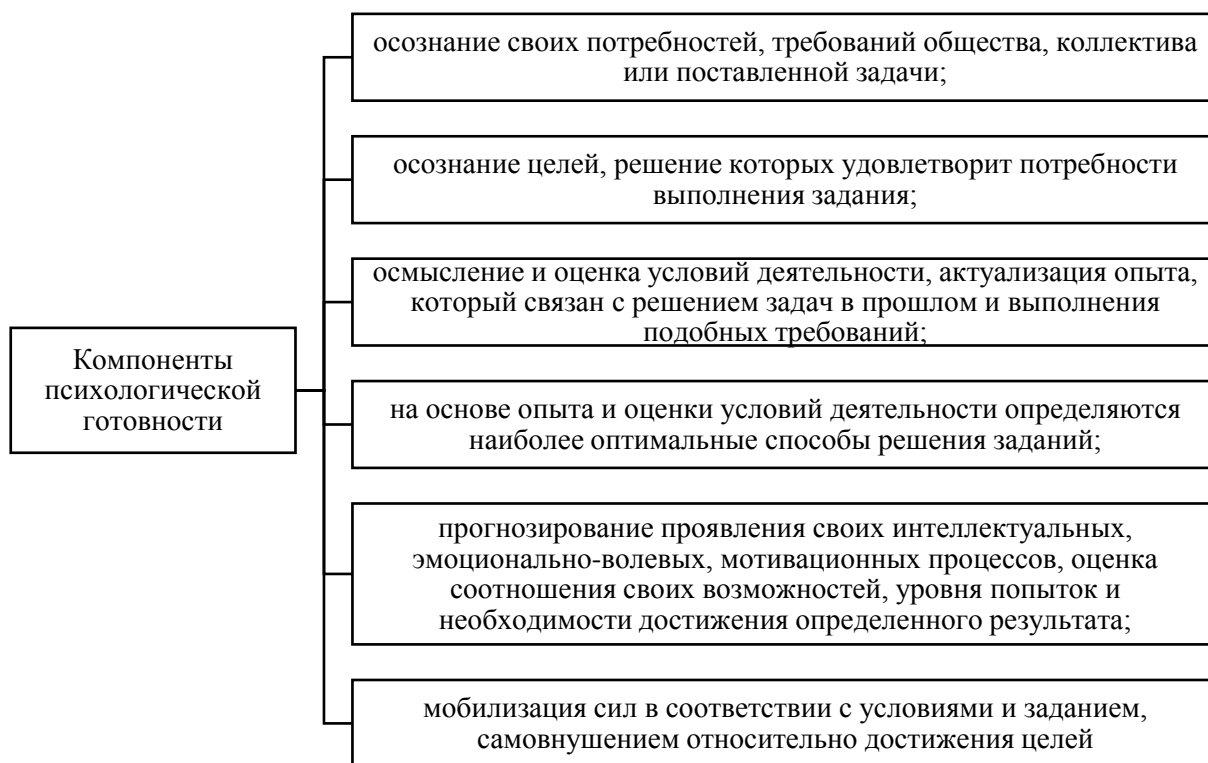 осознание своих потребностей, требований общества, коллектива
или поставленной задачи;
осознание целей, решение которых удовлетворит потребности
выполнения задания;
осмысление и оценка условий деятельности, актуализация опыта,
который связан с решением задач в прошлом и выполнения
подобных требований;
Компоненты
психологической
готовности
на основе опыта и оценки условий деятельности определяются
наиболее оптимальные способы решения заданий;
прогнозирование проявления своих интеллектуальных,
эмоционально-волевых, мотивационных процессов, оценка
соотношения своих возможностей, уровня попыток и
необходимости достижения определенного результата;
мобилизация сил в соответствии с условиями и заданием,
самовнушением относительно достижения целей